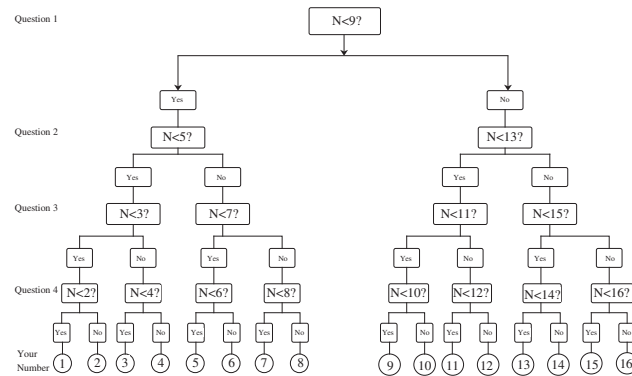 Question 1 N<9?
Yes No
Question 2 N<5? N<13?
Yes No Yes No
Question 3 N<3? N<7? N<11? N<15?
Yes No Yes No Yes No Yes No
Question 4 N<2? N<4? N<6? N<8? N<10? N<12? N<14? N<16?
Yes No Yes No Yes No Yes No Yes No Yes No Yes No Yes No
Your Number 1 2 3 4 5 6 7 8 9 10 11 12 13 14 15 16